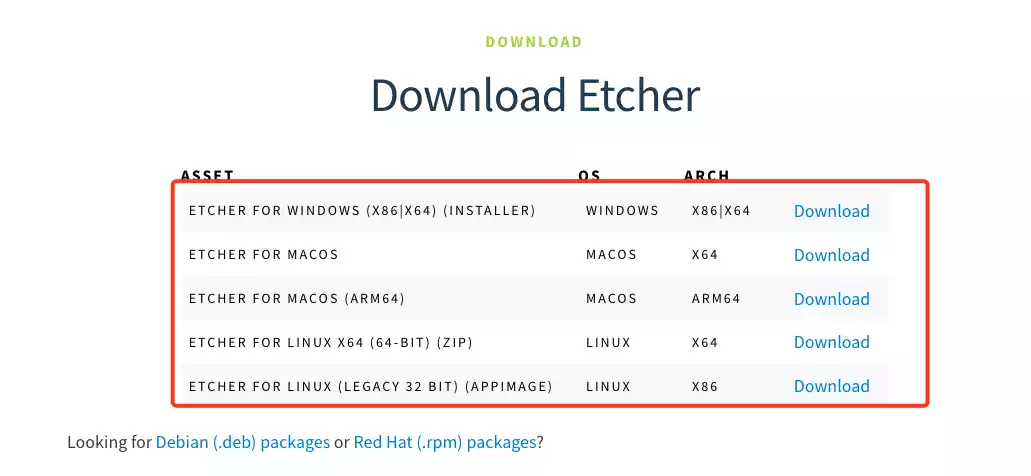 DOWNLOAD
Download Etcher
ASSET OS ARCH
ETCHER FOR WINDOWS (X86|X64) (INSTALLER) WINDOWS X86|X64 Download
ETCHER FOR MACOS MACOS X64 Download
ETCHER FOR MACOS (ARM64) MACOS ARM64 Download
ETCHER FOR LINUX X64 (64-BIT) (ZIP) LINUX X64 Download
ETCHER FOR LINUX (LEGACY 32 BIT) (APPIMAGE) LINUX X86 Download
Looking for Debian (.deb) packages or Red Hat (.rpm) packages?